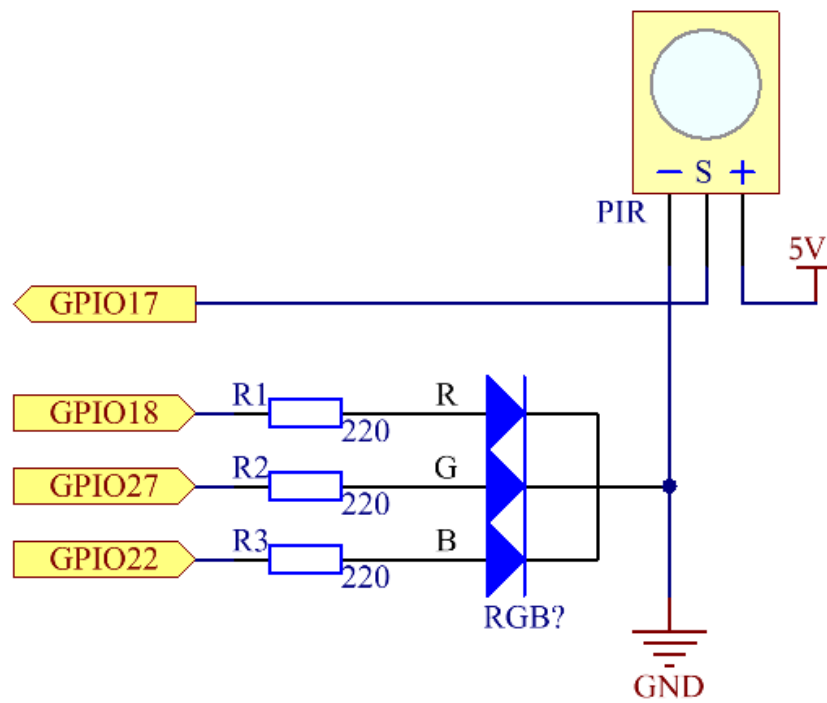 − S +
PIR
5V
GPIO17
GPIO18
R1
220
R
GPIO27
R2
220
G
GPIO22
R3
220
B
RGB?
GND